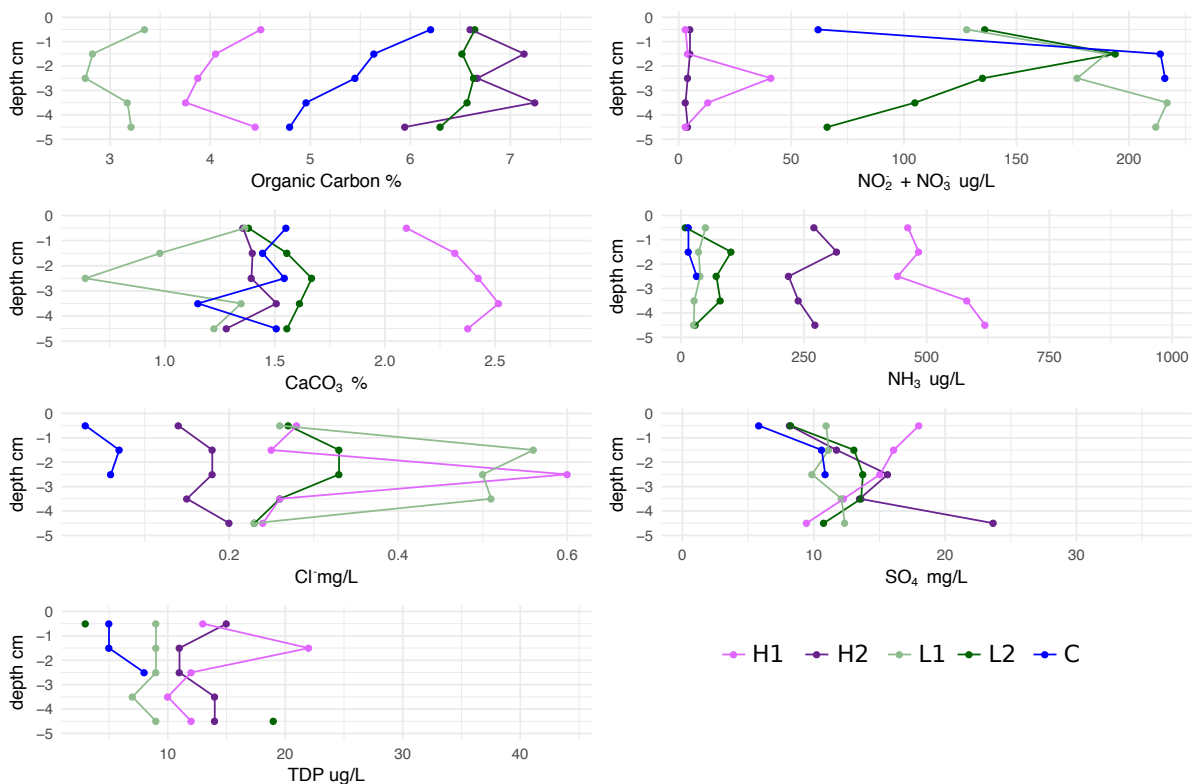 0
−1
−2
−3
−4
−5
depth cm
3 4 5 6 7
Organic Carbon %
0
−1
−2
−3
−4
−5
depth cm
0 50 100 150 200
NO₂⁻ + NO₃⁻ ug/L
0
−1
−2
−3
−4
−5
depth cm
1.0 1.5 2.0 2.5
CaCO₃ %
0
−1
−2
−3
−4
−5
depth cm
0 250 500 750 1000
NH₃ ug/L
0
−1
−2
−3
−4
−5
depth cm
0.2 0.4 0.6
Cl⁻mg/L
0
−1
−2
−3
−4
−5
depth cm
0 10 20 30
SO₄ mg/L
0
−1
−2
−3
−4
−5
depth cm
10 20 30 40
TDP ug/L
H1 H2 L1 L2 C